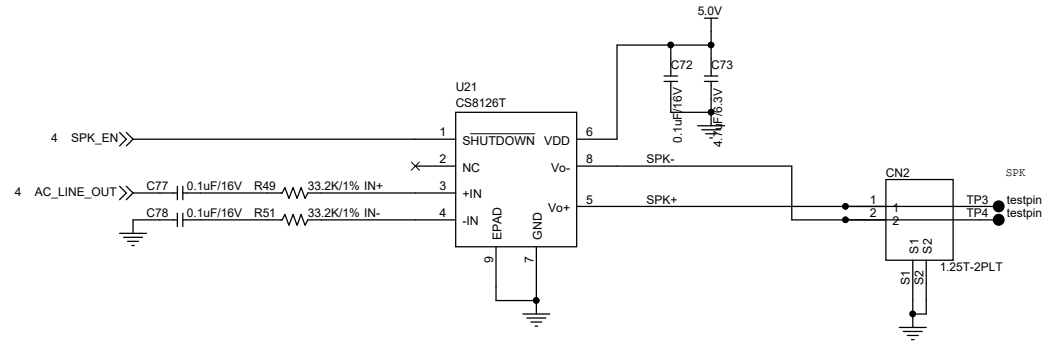 5.0V
C72
C73
0.1uF/16V
4.7uF/6.3V
U21
CS8126T
4 SPK_EN
1 SHUTDOWN VDD 6
2 NC Vo- 8 SPK-
4 AC_LINE_OUT C77 0.1uF/16V R49 33.2K/1% IN+ 3 +IN
Vo+ 5 SPK+
C78 0.1uF/16V R51 33.2K/1% IN- 4 -IN
EPAD GND
9 7
CN2 SPK
1 1 TP3 testpin
2 2 TP4 testpin
S1 S2
S1 S2
1.25T-2PLT